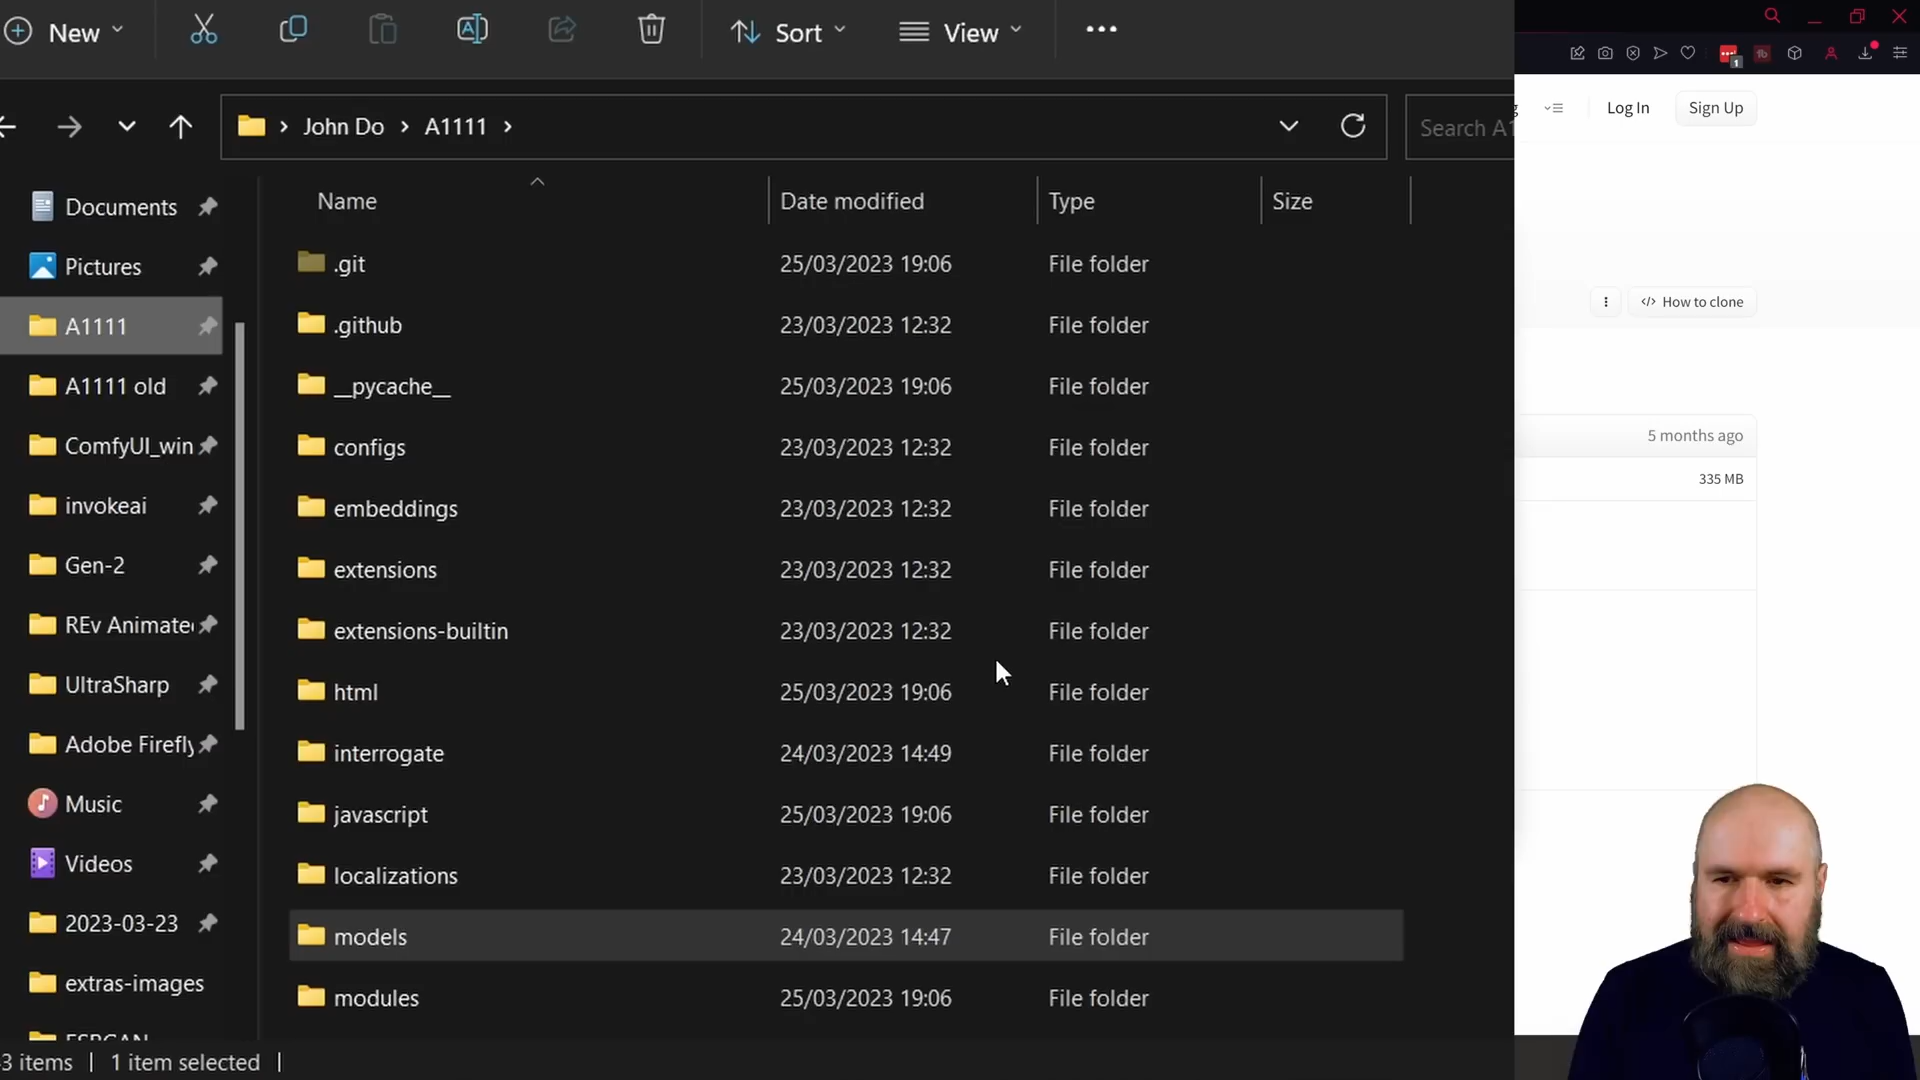 New
Sort
View
John Do
A1111
Search A1
Log In
Sign Up
How to clone
5 months ago
335 MB
Documents
Pictures
A1111
A1111 old
ComfyUI_win
invokeai
Gen-2
REv Animate
UltraSharp
Adobe Firefly
Music
Videos
2023-03-23
extras-images
ESRGAN
Name Date modified Type Size
.git 25/03/2023 19:06 File folder
.github 23/03/2023 12:32 File folder
__pycache__ 25/03/2023 19:06 File folder
configs 23/03/2023 12:32 File folder
embeddings 23/03/2023 12:32 File folder
extensions 23/03/2023 12:32 File folder
extensions-builtin 23/03/2023 12:32 File folder
html 25/03/2023 19:06 File folder
interrogate 24/03/2023 14:49 File folder
javascript 25/03/2023 19:06 File folder
localizations 23/03/2023 12:32 File folder
models 24/03/2023 14:47 File folder
modules 25/03/2023 19:06 File folder
3 items | 1 item selected |